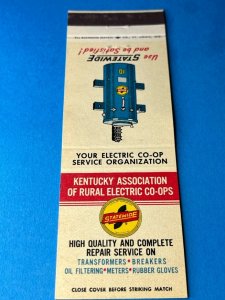 Use STATEWIDE
and be Satisfied!
YOUR ELECTRIC CO-OP
SERVICE ORGANIZATION
KENTUCKY ASSOCIATION
OF RURAL ELECTRIC CO-OPS
STATEWIDE
HIGH QUALITY AND COMPLETE
REPAIR SERVICE ON
TRANSFORMERS • BREAKERS
OIL FILTERING • METERS • RUBBER GLOVES
CLOSE COVER BEFORE STRIKING MATCH